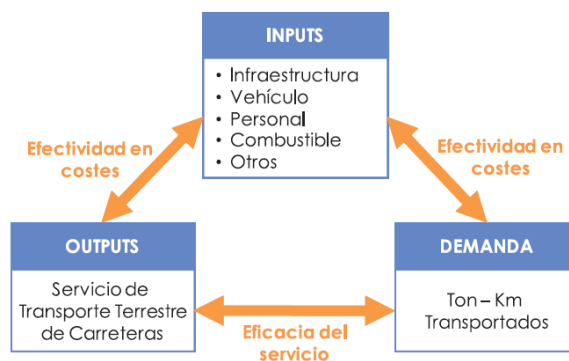 INPUTS
• Infraestructura
• Vehículo
• Personal
• Combustible
• Otros
Efectividad en
costes
Efectividad en
costes
OUTPUTS
Servicio de
Transporte Terrestre
de Carreteras
DEMANDA
Ton – Km
Transportados
Eficacia del
servicio